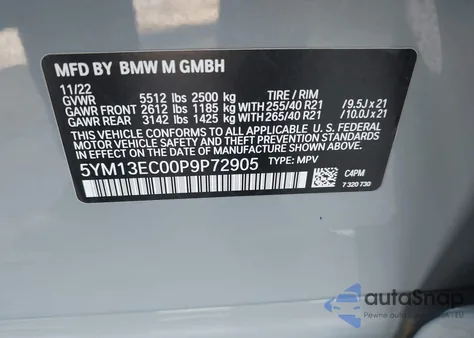 MFD BY BMW M GMBH
11/22 TIRE / RIM
GVWR 5512 lbs 2500 kg
GAWR FRONT 2612 lbs 1185 kg WITH 255/40 R21 /9.5J x 21
GAWR REAR 3142 lbs 1425 kg WITH 265/40 R21 /10.0J x 21
THIS VEHICLE CONFORMS TO ALL APPLICABLE U.S. FEDERAL MOTOR VEHICLE
SAFETY, BUMPER AND THEFT PREVENTION STANDARDS IN EFFECT ON THE
DATE OF MANUFACTURE SHOWN ABOVE.
5YM13EC00P9P72905 TYPE: MPV
C4PM
7 320 730
autoSnap